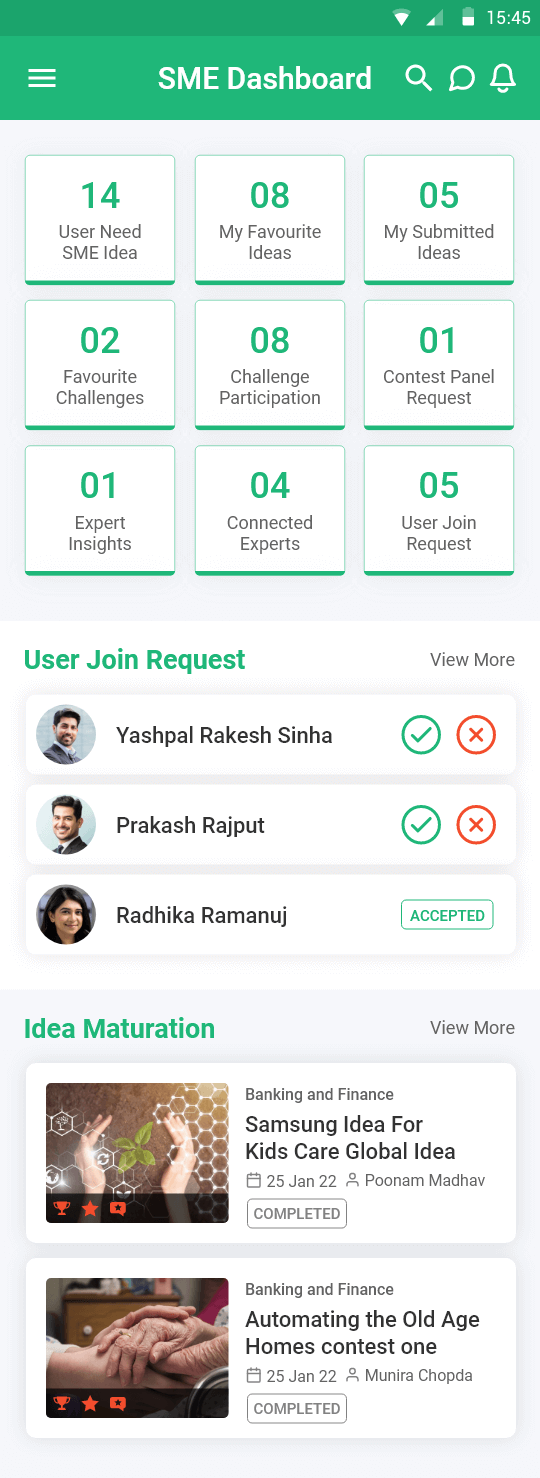 15:45
SME Dashboard
14
User Need
SME Idea
08
My Favourite
Ideas
05
My Submitted
Ideas
02
Favourite
Challenges
08
Challenge
Participation
01
Contest Panel
Request
01
Expert
Insights
04
Connected
Experts
05
User Join
Request
User Join Request
View More
Yashpal Rakesh Sinha
Prakash Rajput
Radhika Ramanuj
ACCEPTED
Idea Maturation
View More
Banking and Finance
Samsung Idea For
Kids Care Global Idea
25 Jan 22 Poonam Madhav
COMPLETED
Banking and Finance
Automating the Old Age
Homes contest one
25 Jan 22 Munira Chopda
COMPLETED